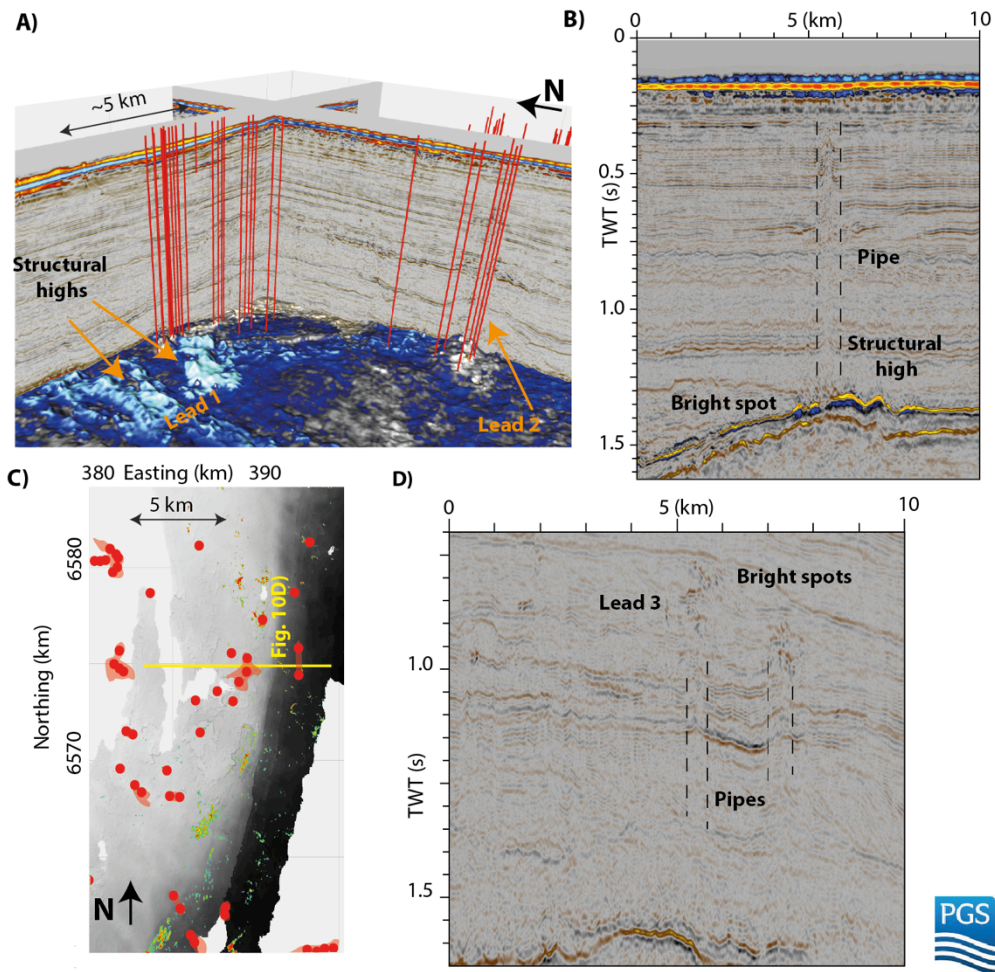 A)
~5 km
N
Structural
highs
Lead 1
Lead 2
B)
0 5 (km) 10
0
0.5
1.0
1.5
TWT (s)
Pipe
Structural
high
Bright spot
C)
380 Easting (km) 390
5 km
6580
6570
Northing (km)
Fig. 10D)
N
D)
0 5 (km) 10
Bright spots
Lead 3
1.0
1.5
TWT (s)
Pipes
PGS